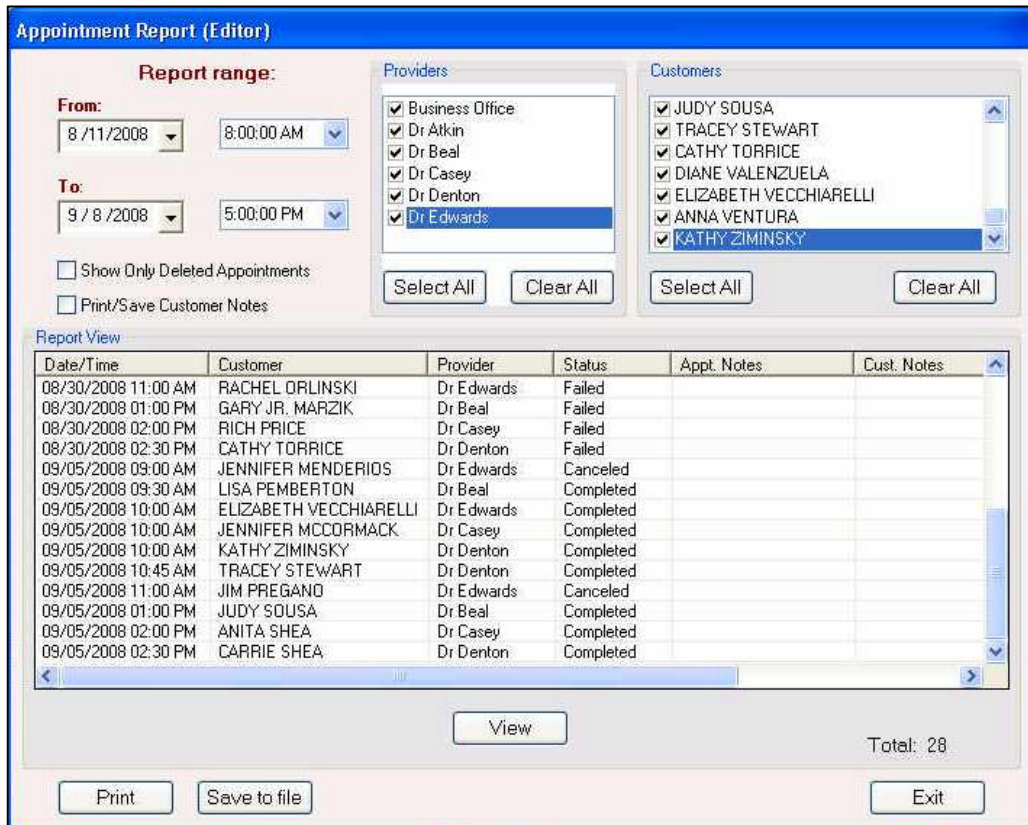 Appointment Report (Editor)
Report range:
From:
8 /11/2008 8:00:00 AM
To:
9 / 8 /2008 5:00:00 PM
Show Only Deleted Appointments
Print/Save Customer Notes
Providers
Business Office
Dr Atkin
Dr Beal
Dr Casey
Dr Denton
Dr Edwards
Select All Clear All
Customers
JUDY SOUSA
TRACEY STEWART
CATHY TORRICE
DIANE VALENZUELA
ELIZABETH VECCHIARELLI
ANNA VENTURA
KATHY ZIMINSKY
Select All Clear All
Report View
Date/Time Customer Provider Status Appt. Notes Cust. Notes
08/30/2008 11:00 AM RACHEL ORLINSKI Dr Edwards Failed
08/30/2008 01:00 PM GARY JR. MARZIK Dr Beal Failed
08/30/2008 02:00 PM RICH PRICE Dr Casey Failed
08/30/2008 02:30 PM CATHY TORRICE Dr Denton Failed
09/05/2008 09:00 AM JENNIFER MENDERIOS Dr Edwards Canceled
09/05/2008 09:30 AM LISA PEMBERTON Dr Beal Completed
09/05/2008 10:00 AM ELIZABETH VECCHIARELLI Dr Edwards Completed
09/05/2008 10:00 AM JENNIFER MCCORMACK Dr Casey Completed
09/05/2008 10:00 AM KATHY ZIMINSKY Dr Denton Completed
09/05/2008 10:45 AM TRACEY STEWART Dr Denton Completed
09/05/2008 11:00 AM JIM PREGANO Dr Edwards Canceled
09/05/2008 01:00 PM JUDY SOUSA Dr Beal Completed
09/05/2008 02:00 PM ANITA SHEA Dr Casey Completed
09/05/2008 02:30 PM CARRIE SHEA Dr Denton Completed
View
Total: 28
Print Save to file Exit